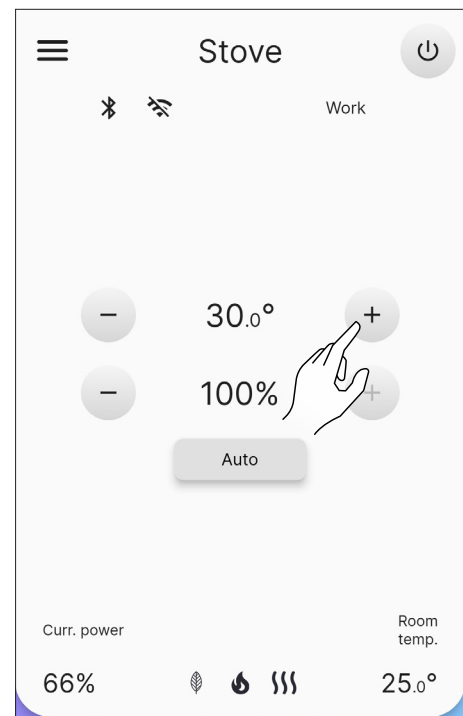 Stove
Work
− 30.0° +
− 100% +
Auto
Curr. power
Room
temp.
66%
25.0°